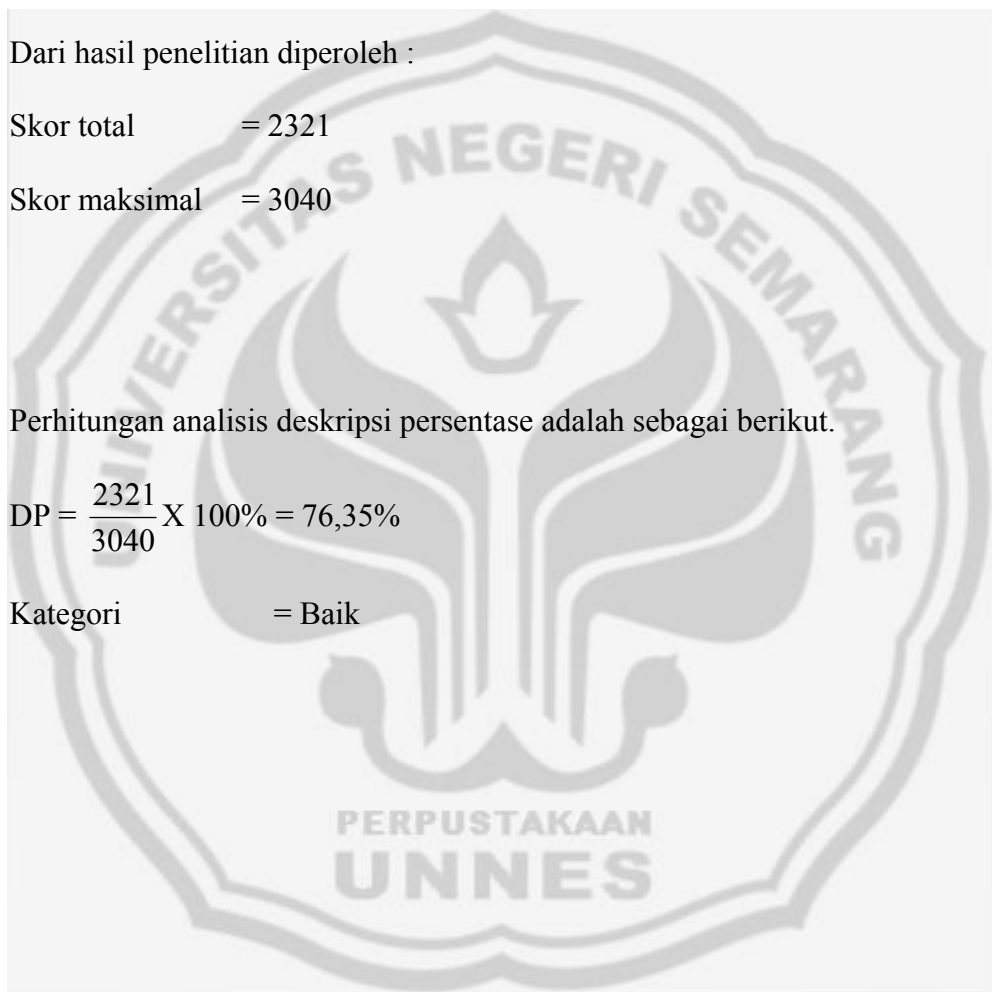 Dari hasil penelitian diperoleh :
Skor total = 2321
Skor maksimal = 3040
UNIVERSITAS NEGERI SEMARANG
Perhitungan analisis deskripsi persentase adalah sebagai berikut.
DP = 2321/3040 X 100% = 76,35%
Kategori = Baik
PERPUSTAKAAN
UNNES